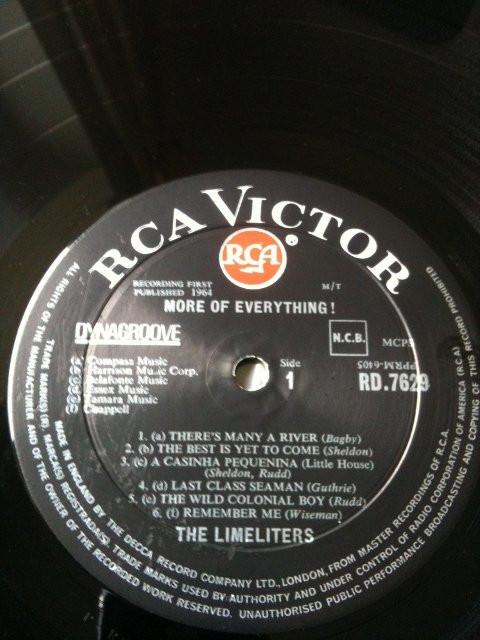 RCA VICTOR
RCA
®
RECORDING FIRST
PUBLISHED 1964
M/T
MORE OF EVERYTHING!
DYNAGROOVE
N.C.B.
MCPS
Compass Music
Harrison Music Corp.
Belafonte Music
Essex Music
Tamara Music
Chappell
Side
1
PPRM-6405
RD.7629
1. (a) THERE'S MANY A RIVER (Bagby)
2. (b) THE BEST IS YET TO COME (Sheldon)
3. (c) A CASINHA PEQUENINA (Little House)
(Sheldon, Rudd)
4. (d) LAST CLASS SEAMAN (Guthrie)
5. (e) THE WILD COLONIAL BOY (Rudd)
6. (f) REMEMBER ME (Wiseman)
THE LIMELITERS
ALL RIGHTS OF THE MANUFACTURER AND OF THE OWNER OF THE RECORDED WORK RESERVED. UNAUTHORISED PUBLIC PERFORMANCE BROADCASTING AND COPYING OF THIS RECORD PROHIBITED
TRADE MARK(S) (R) MARCA(S) REGISTRADA(S) TRADE MARKS USED BY AUTHORITY AND UNDER CONTROL OF RADIO CORPORATION OF AMERICA (R.C.A)
MADE IN ENGLAND BY THE DECCA RECORD COMPANY LTD., LONDON, FROM MASTER RECORDINGS OF R.C.A.